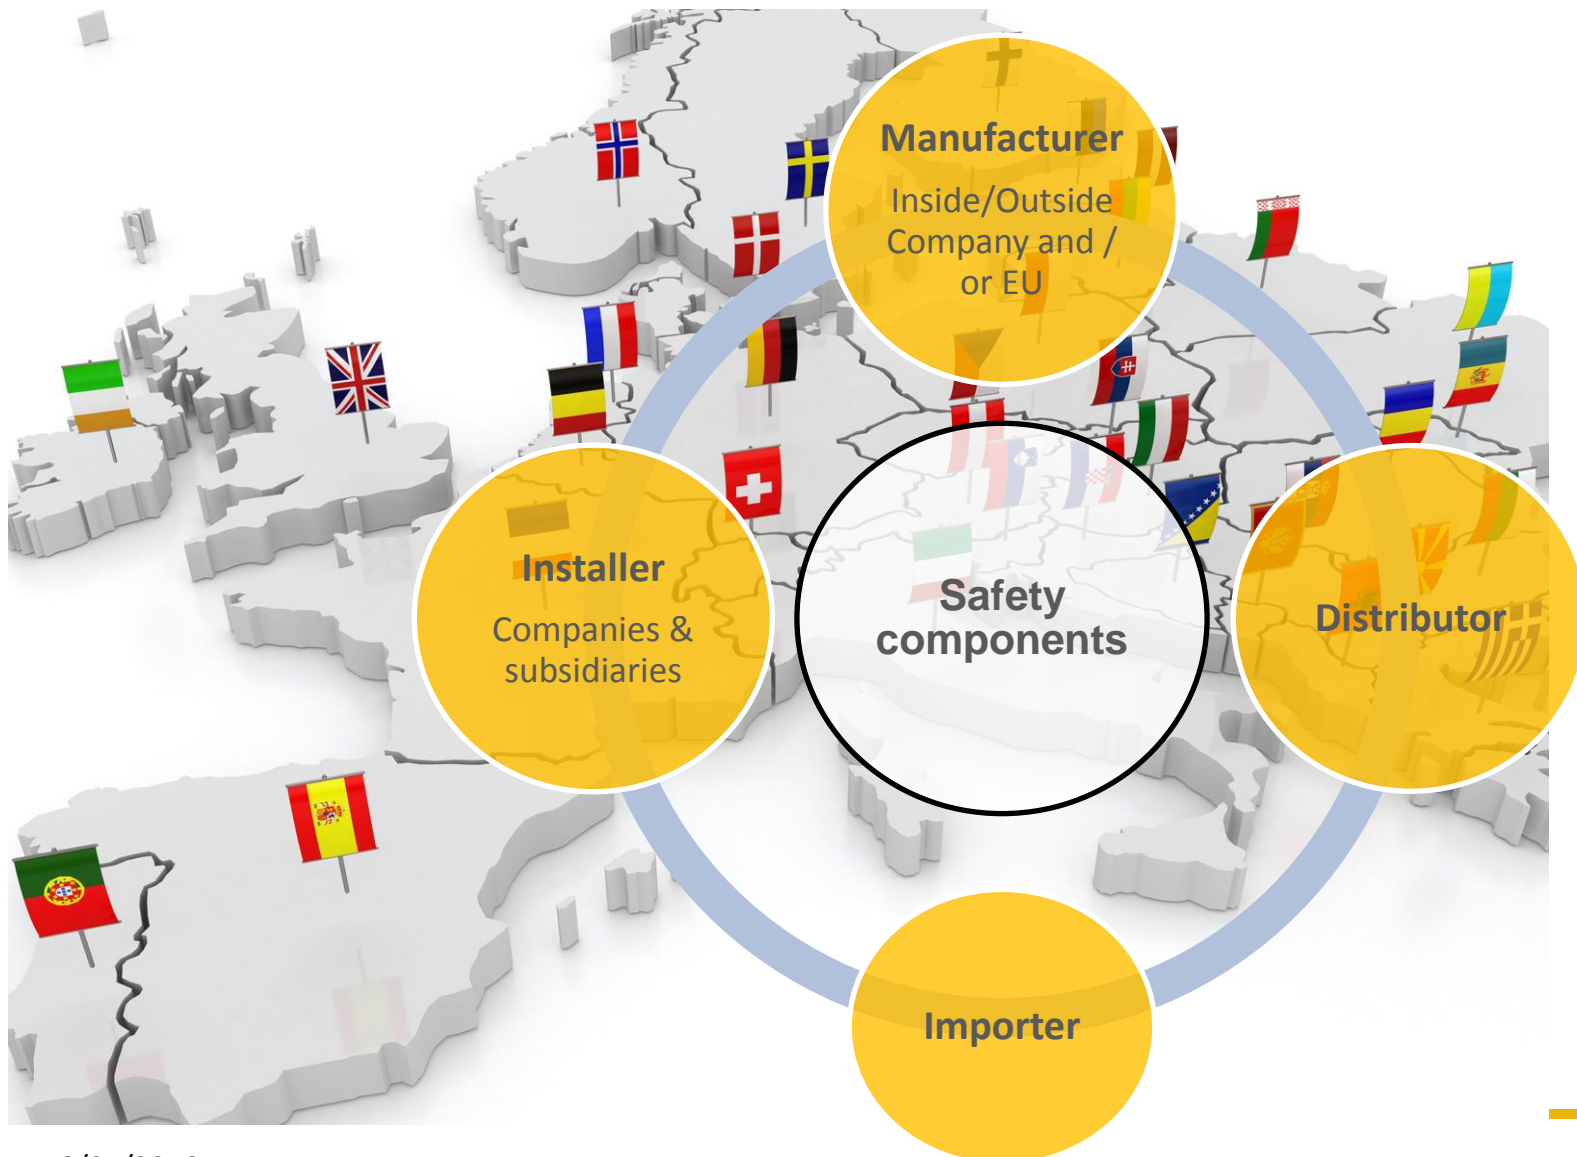 Manufacturer
Inside/Outside
Company and /
or EU
Installer
Companies &
subsidiaries
Safety
components
Distributor
Importer